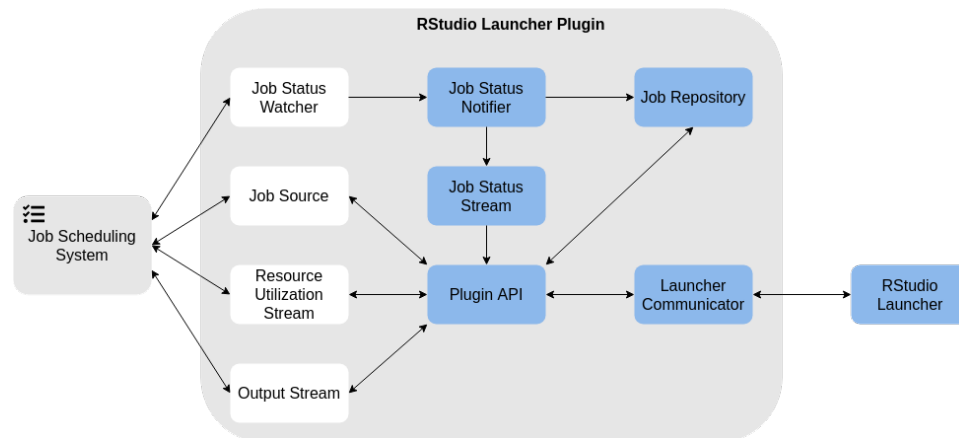 RStudio Launcher Plugin
Job Status
Watcher
Job Status
Notifier
Job Repository
Job Source
Job Status
Stream
Job Scheduling
System
Resource
Utilization
Stream
Plugin API
Launcher
Communicator
RStudio
Launcher
Output Stream